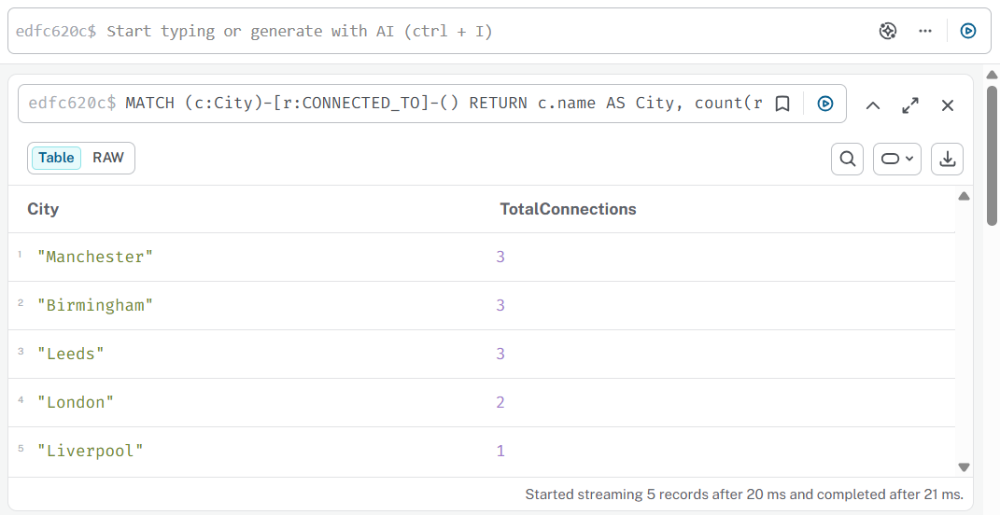 edfc620c$ Start typing or generate with AI (ctrl + I)
edfc620c$ MATCH (c:City)-[r:CONNECTED_TO]-() RETURN c.name AS City, count(r
Table RAW
City TotalConnections
1 "Manchester" 3
2 "Birmingham" 3
3 "Leeds" 3
4 "London" 2
5 "Liverpool" 1
Started streaming 5 records after 20 ms and completed after 21 ms.